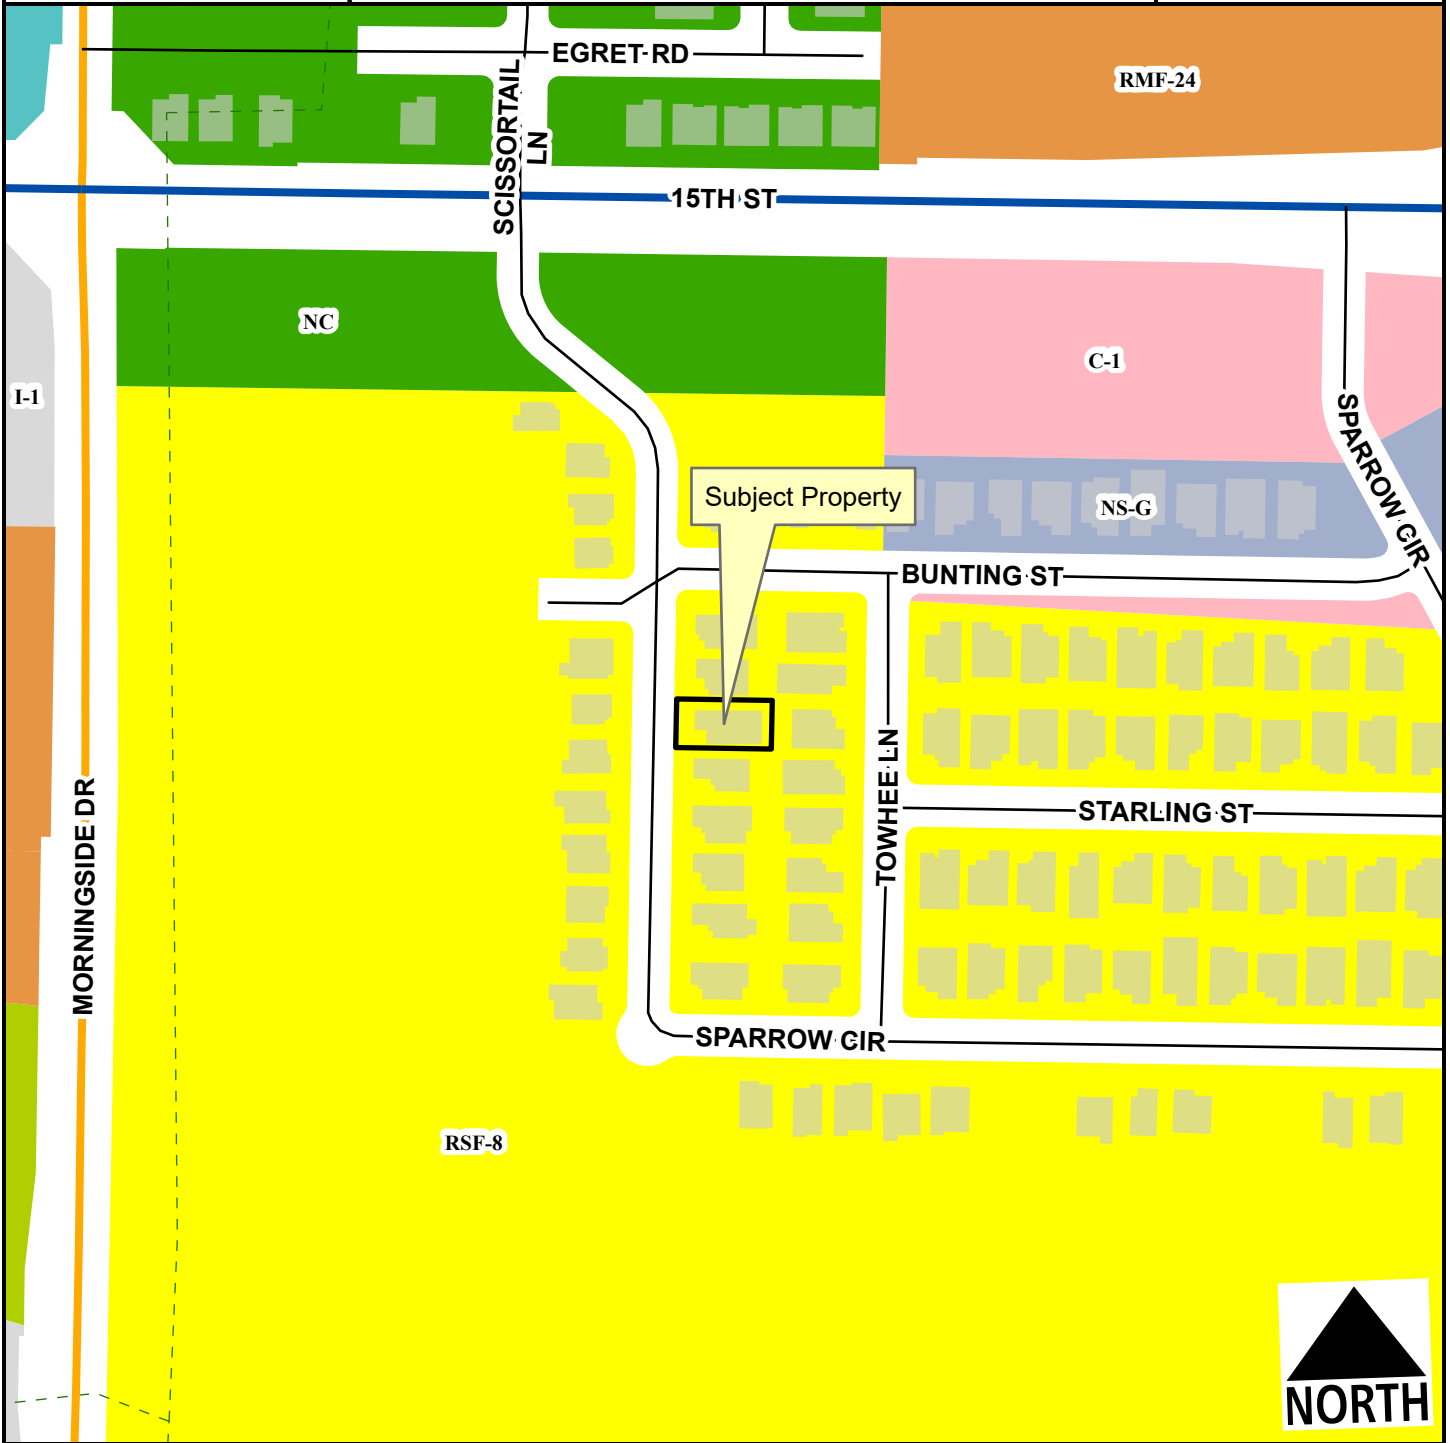 EGRET RD
RMF-24
SCISSORTAIL
LN
15TH ST
NC
C-1
I-1
SPARROW CIR
Subject Property
NS-G
BUNTING ST
TOWHEE LN
STARLING ST
MORNINGSIDE DR
SPARROW CIR
RSF-8
NORTH